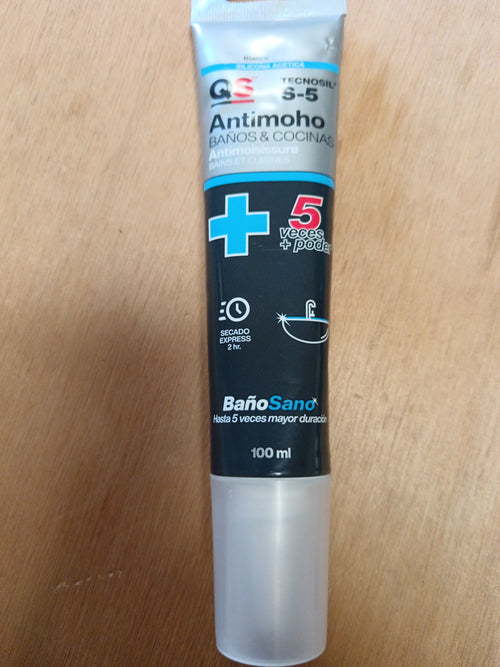 Blanco
SILICONA ACÉTICA
QS
TECNOSIL
S-5
Antimoho
BAÑOS & COCINAS
Antimoisissure
BAINS ET CUISINES
5
veces
+ poder
SECADO
EXPRESS
2 hr.
BañoSano
Hasta 5 veces mayor duración
100 ml